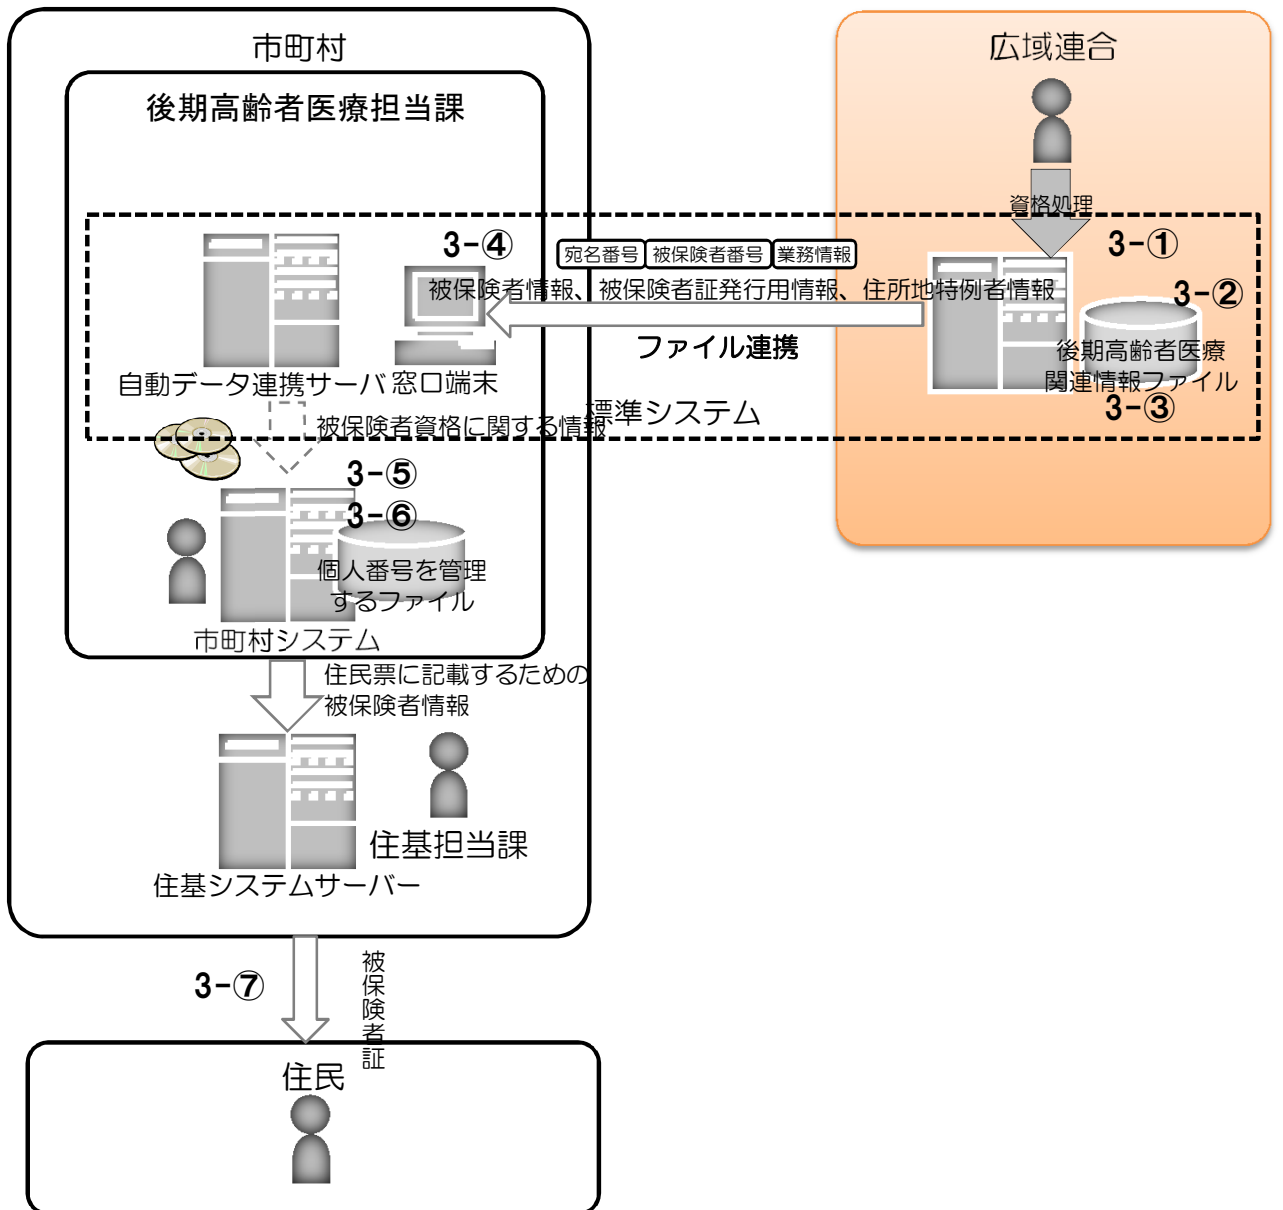 市町村
広域連合
後期高齢者医療担当課
資格処理
3-④
宛名番号 被保険者番号 業務情報
3-①
被保険者情報、被保険者証発行用情報、住所地特例者情報
3-②
ファイル連携
後期高齢者医療
関連情報ファイル
3-③
自動データ連携サーバ
窓口端末
標準システム
被保険者資格に関する情報
3-⑤
3-⑥
個人番号を管理
するファイル
市町村システム
住民票に記載するための
被保険者情報
住基担当課
住基システムサーバー
3-⑦
被保険者証
住民